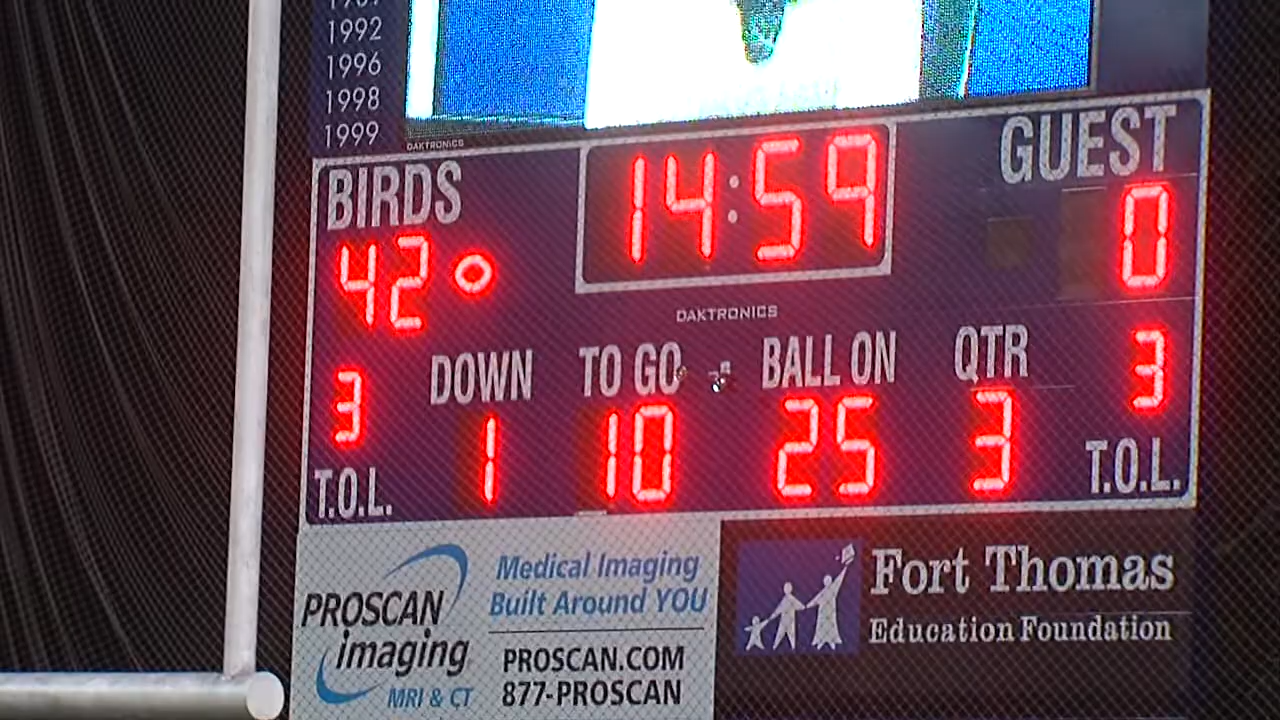 1992
1996
1998
1999
DAKTRONICS
BIRDS
14:59
GUEST
42°
0
DAKTRONICS
DOWN
TO GO
BALL ON
QTR
3
1
10
25
3
3
T.O.L.
T.O.L.
PROSCAN
imaging
MRI & CT
Medical Imaging
Built Around YOU
PROSCAN.COM
877-PROSCAN
Fort Thomas
Education Foundation